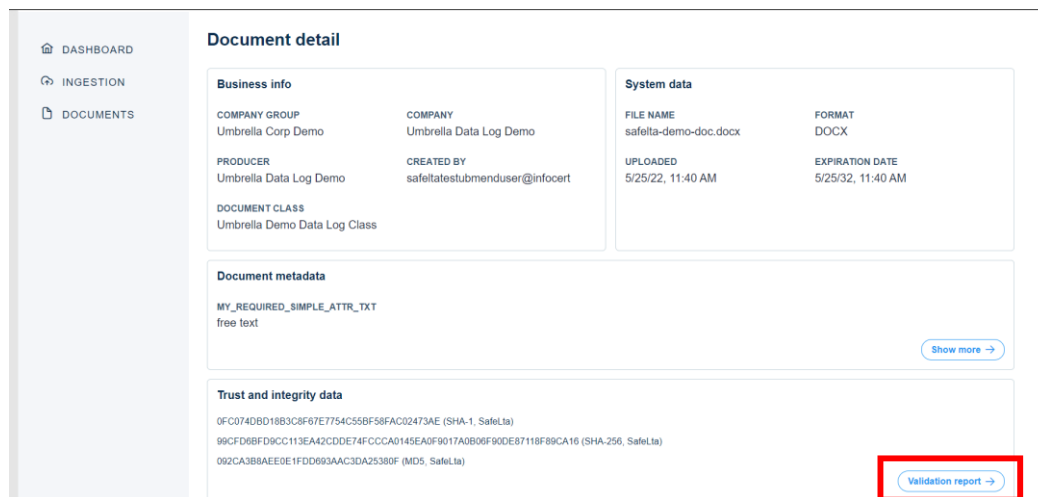 DASHBOARD
INGESTION
DOCUMENTS
Document detail
Business info
COMPANY GROUP COMPANY
Umbrella Corp Demo Umbrella Data Log Demo
PRODUCER CREATED BY
Umbrella Data Log Demo safeltatestubmenduser@infocert
DOCUMENT CLASS
Umbrella Demo Data Log Class
System data
FILE NAME FORMAT
safelta-demo-doc.docx DOCX
UPLOADED EXPIRATION DATE
5/25/22, 11:40 AM 5/25/32, 11:40 AM
Document metadata
MY_REQUIRED_SIMPLE_ATTR_TXT
free text
Show more →
Trust and integrity data
0FC074DBD18B3C8F67E7754C55BF58FAC02473AE (SHA-1, SafeLta)
99CFD6BFD9CC113EA42CDDE74FCCCA0145EA0F9017A0B06F90DE87118F89CA16 (SHA-256, SafeLta)
092CA3B8AEE0E1FDD693AAC3DA25380F (MD5, SafeLta)
Validation report →